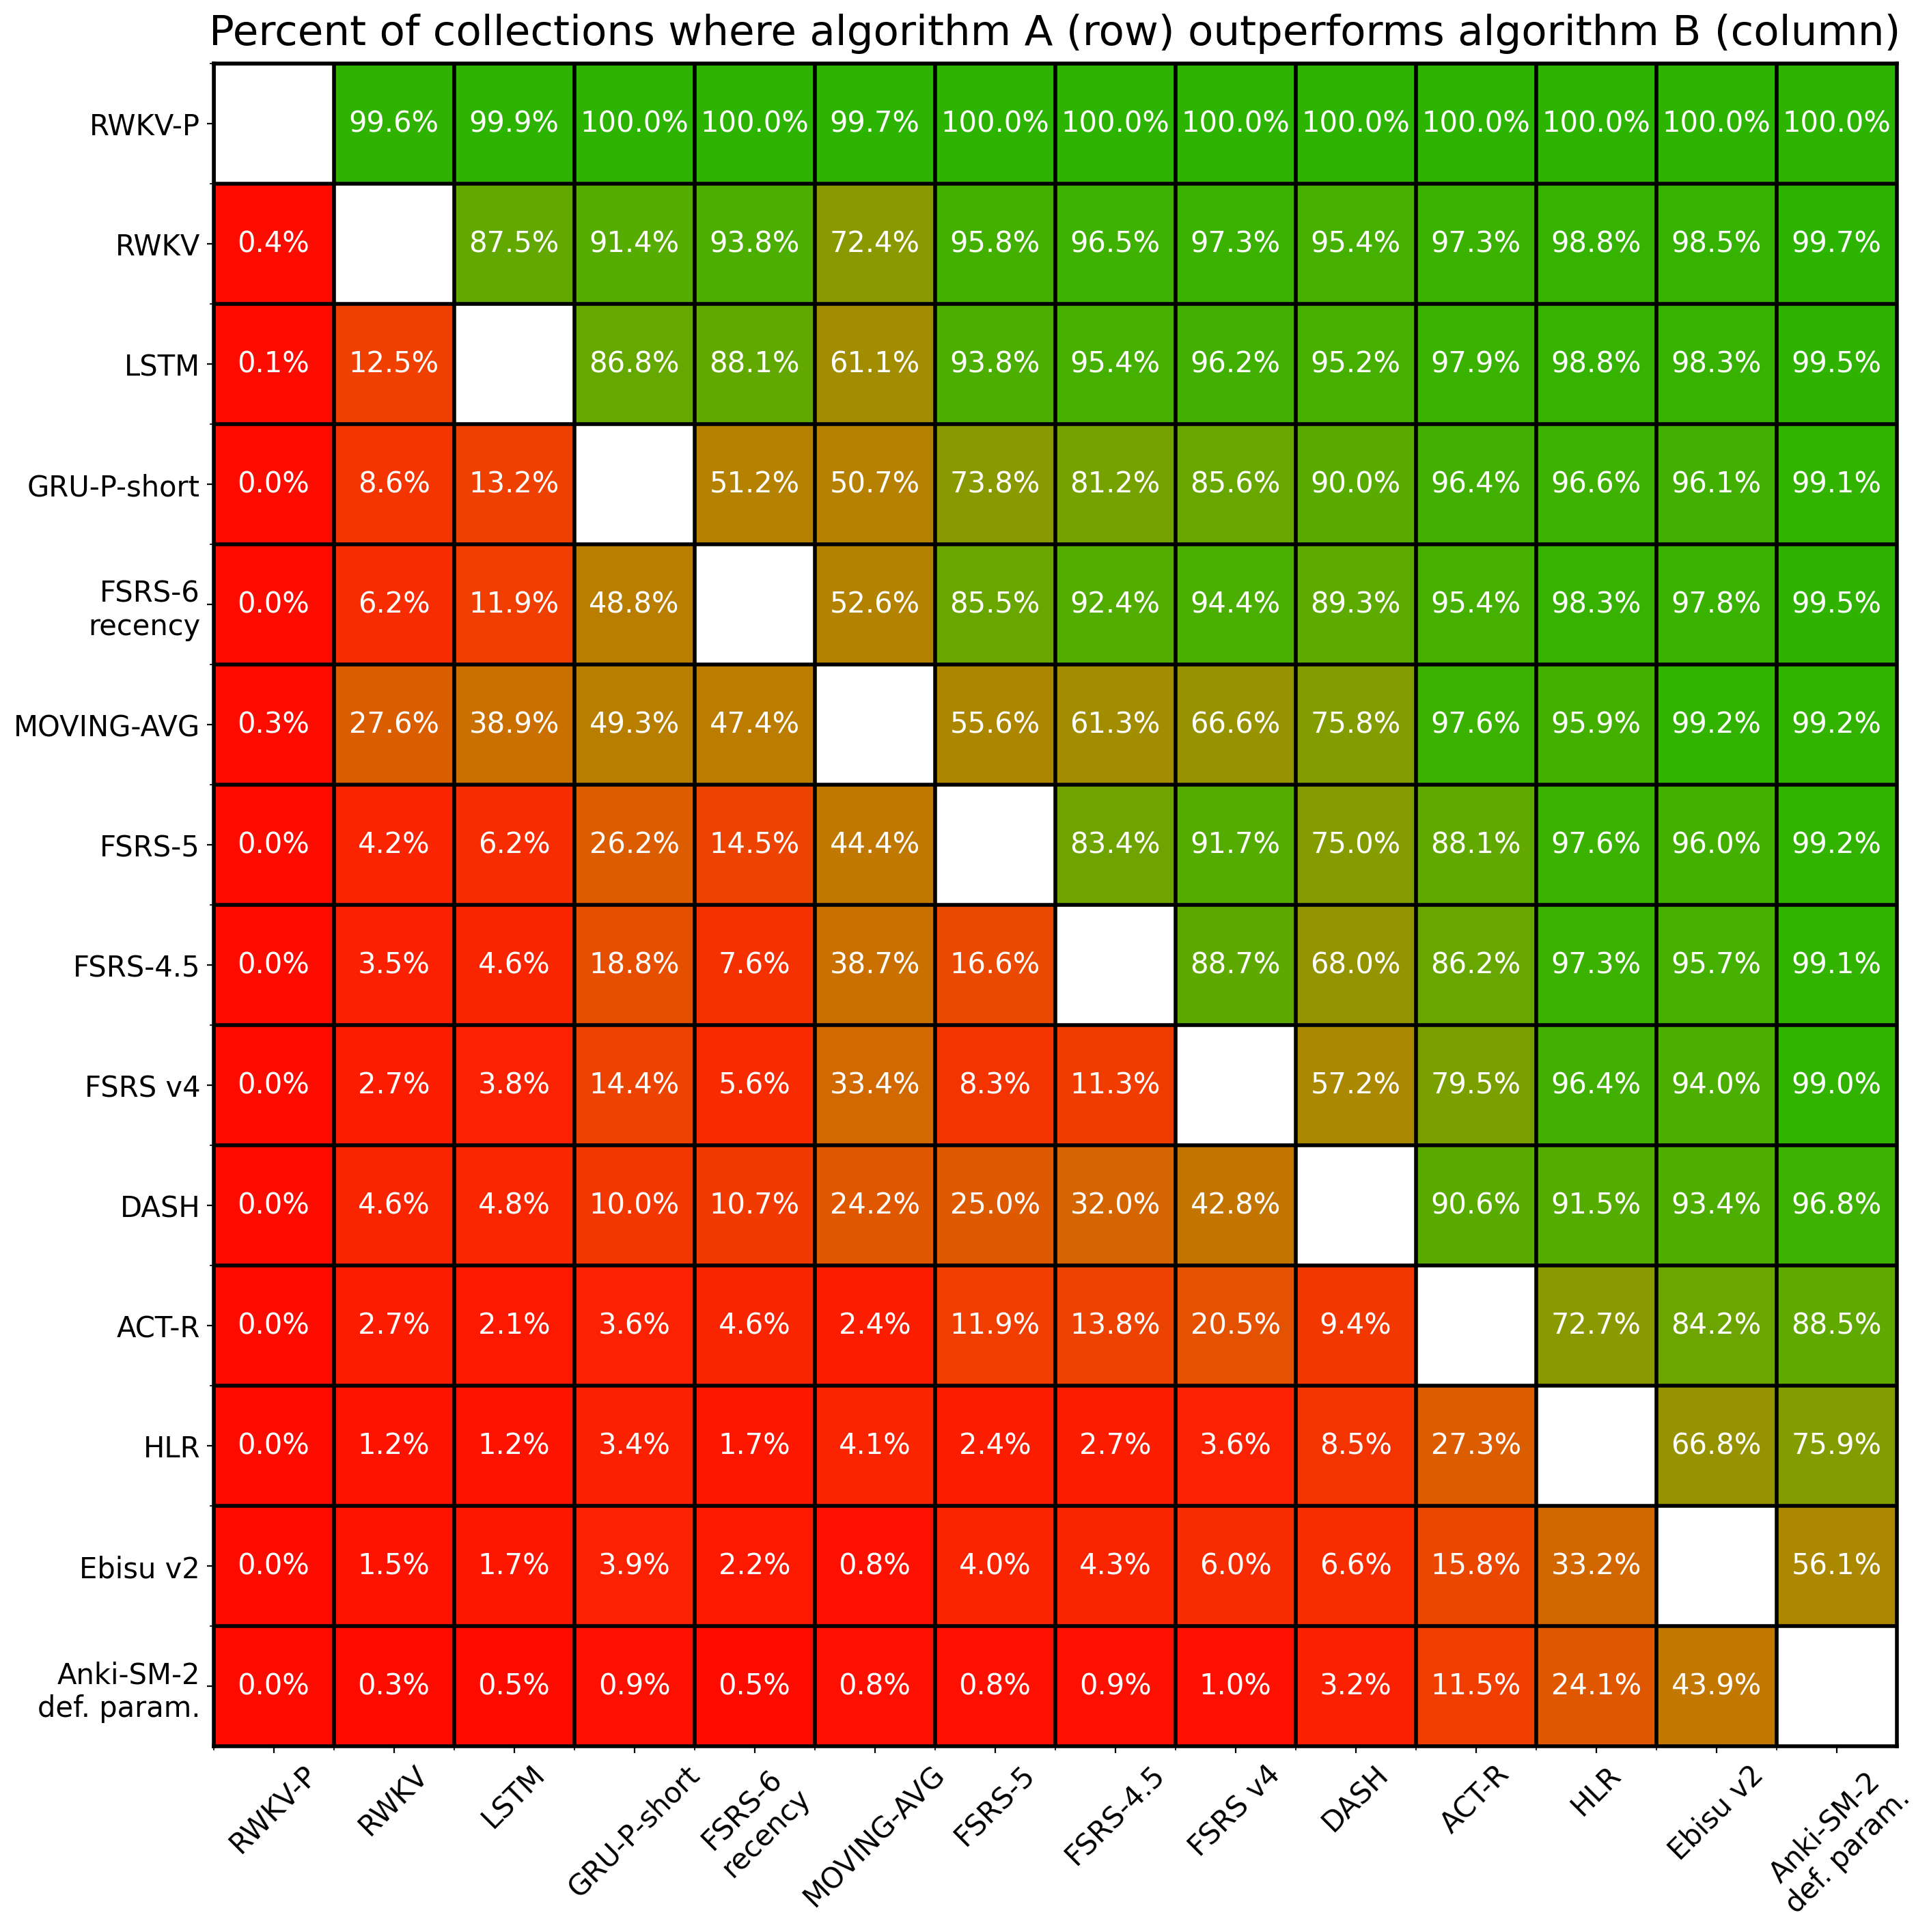 Percent of collections where algorithm A (row) outperforms algorithm B (column)
RWKV-P 99.6% 99.9% 100.0% 100.0% 99.7% 100.0% 100.0% 100.0% 100.0% 100.0% 100.0% 100.0% 100.0%
RWKV 0.4% 87.5% 91.4% 93.8% 72.4% 95.8% 96.5% 97.3% 95.4% 97.3% 98.8% 98.5% 99.7%
LSTM 0.1% 12.5% 86.8% 88.1% 61.1% 93.8% 95.4% 96.2% 95.2% 97.9% 98.8% 98.3% 99.5%
GRU-P-short 0.0% 8.6% 13.2% 51.2% 50.7% 73.8% 81.2% 85.6% 90.0% 96.4% 96.6% 96.1% 99.1%
FSRS-6
recency 0.0% 6.2% 11.9% 48.8% 52.6% 85.5% 92.4% 94.4% 89.3% 95.4% 98.3% 97.8% 99.5%
MOVING-AVG 0.3% 27.6% 38.9% 49.3% 47.4% 55.6% 61.3% 66.6% 75.8% 97.6% 95.9% 99.2% 99.2%
FSRS-5 0.0% 4.2% 6.2% 26.2% 14.5% 44.4% 83.4% 91.7% 75.0% 88.1% 97.6% 96.0% 99.2%
FSRS-4.5 0.0% 3.5% 4.6% 18.8% 7.6% 38.7% 16.6% 88.7% 68.0% 86.2% 97.3% 95.7% 99.1%
FSRS v4 0.0% 2.7% 3.8% 14.4% 5.6% 33.4% 8.3% 11.3% 57.2% 79.5% 96.4% 94.0% 99.0%
DASH 0.0% 4.6% 4.8% 10.0% 10.7% 24.2% 25.0% 32.0% 42.8% 90.6% 91.5% 93.4% 96.8%
ACT-R 0.0% 2.7% 2.1% 3.6% 4.6% 2.4% 11.9% 13.8% 20.5% 9.4% 72.7% 84.2% 88.5%
HLR 0.0% 1.2% 1.2% 3.4% 1.7% 4.1% 2.4% 2.7% 3.6% 8.5% 27.3% 66.8% 75.9%
Ebisu v2 0.0% 1.5% 1.7% 3.9% 2.2% 0.8% 4.0% 4.3% 6.0% 6.6% 15.8% 33.2% 56.1%
Anki-SM-2
def. param. 0.0% 0.3% 0.5% 0.9% 0.5% 0.8% 0.8% 0.9% 1.0% 3.2% 11.5% 24.1% 43.9%
RWKV-P
RWKV
LSTM
GRU-P-short
FSRS-6
recency
MOVING-AVG
FSRS-5
FSRS-4.5
FSRS v4
DASH
ACT-R
HLR
Ebisu v2
Anki-SM-2
def. param.